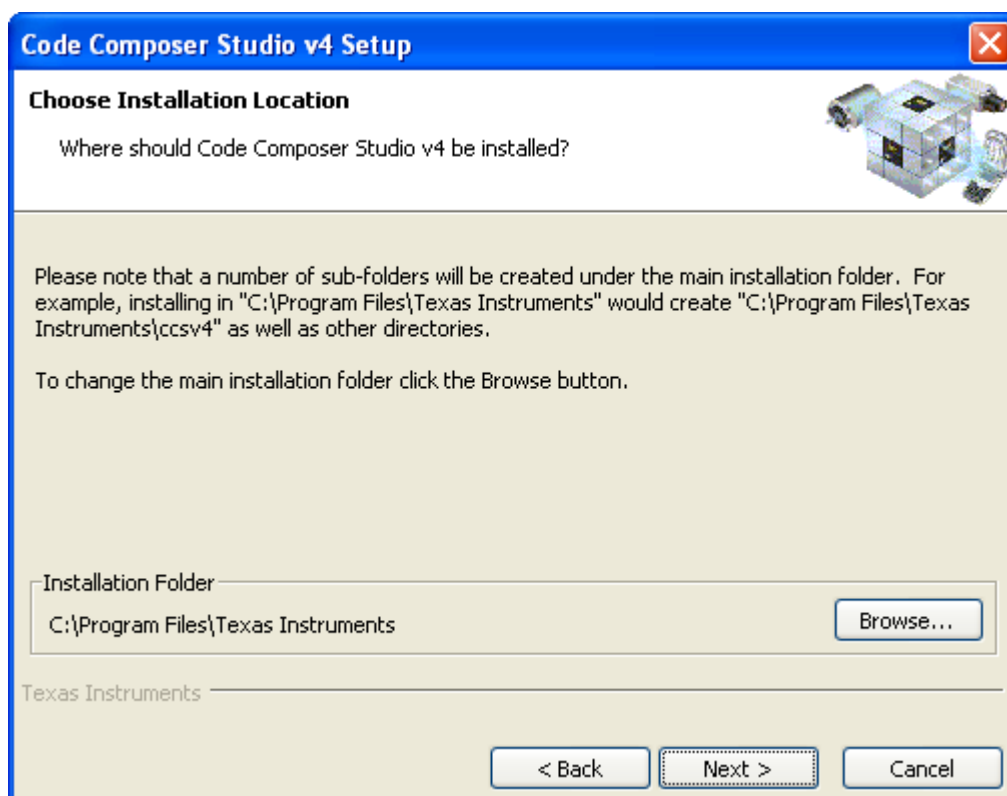 Code Composer Studio v4 Setup
Choose Installation Location
Where should Code Composer Studio v4 be installed?
Please note that a number of sub-folders will be created under the main installation folder.  For
example, installing in "C:\Program Files\Texas Instruments" would create "C:\Program Files\Texas
Instruments\ccsv4" as well as other directories.
To change the main installation folder click the Browse button.
Installation Folder
C:\Program Files\Texas Instruments
Browse...
Texas Instruments
< Back
Next >
Cancel